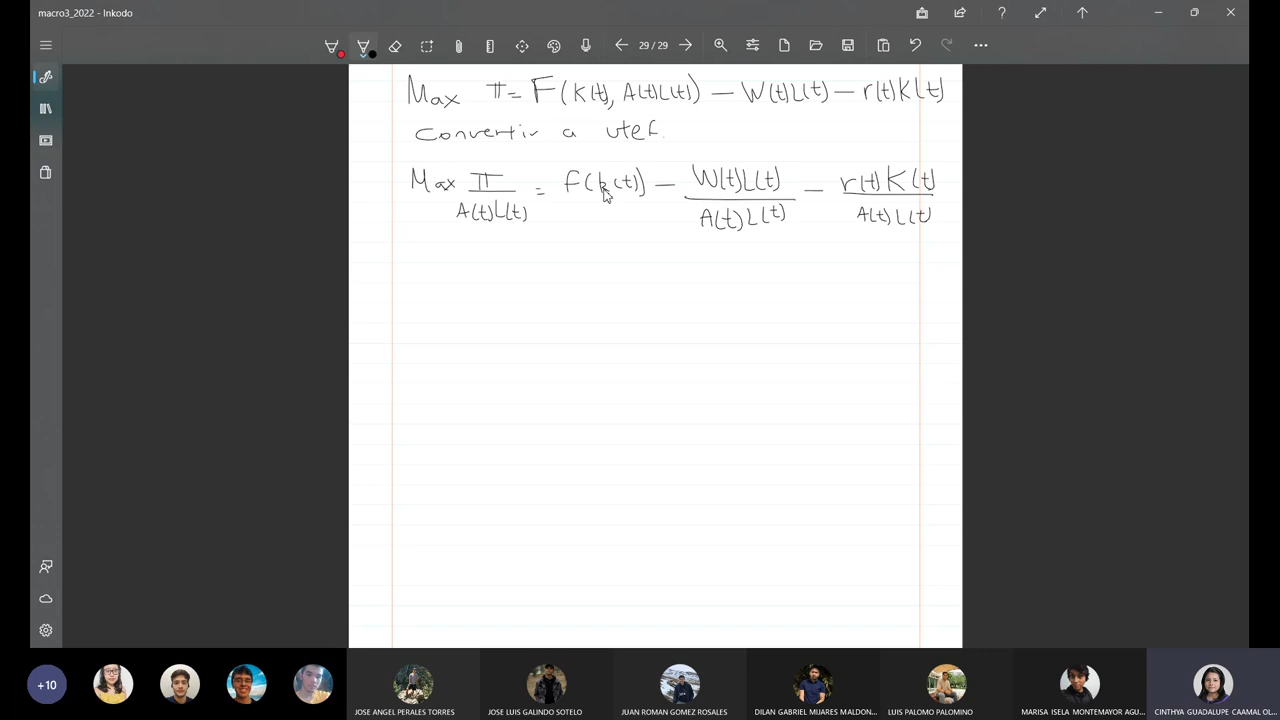 macro3_2022 - Inkodo
29 / 29
Max π = F(K(t), A(t)L(t)) - W(t)L(t) - r(t)K(t)
Convertir a utef.
Max π / A(t)L(t) = f(k(t)) - W(t)L(t) / A(t)L(t) - r(t)K(t) / A(t)L(t)
+10
JOSE ANGEL PERALES TORRES
JOSE LUIS GALINDO SOTELO
JUAN ROMAN GOMEZ ROSALES
DILAN GABRIEL MIJARES MALDON...
LUIS PALOMO PALOMINO
MARISA ISELA MONTEMAYOR AGU...
CINTHYA GUADALUPE CAAMAL OL...